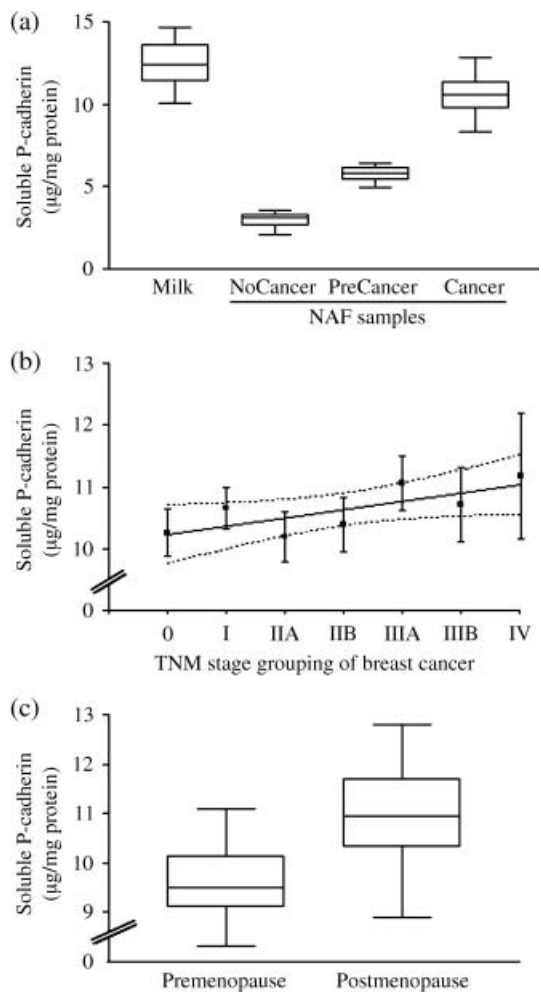 (a)
Soluble P-cadherin
(µg/mg protein)
15
10
5
0
Milk NoCancer PreCancer Cancer
NAF samples
(b)
Soluble P-cadherin
(µg/mg protein)
13
12
11
10
0
0 I IIA IIB IIIA IIIB IV
TNM stage grouping of breast cancer
(c)
Soluble P-cadherin
(µg/mg protein)
13
12
11
10
9
0
Premenopause Postmenopause